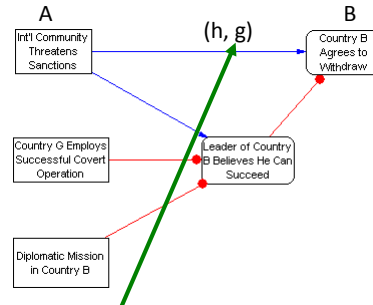 A
(h, g)
B
Int'l Community
Threatens
Sanctions
Country B
Agrees to
Withdraw
Country G Employs
Successful Covert
Operation
Leader of Country
B Believes He Can
Succeed
Diplomatic Mission
in Country B